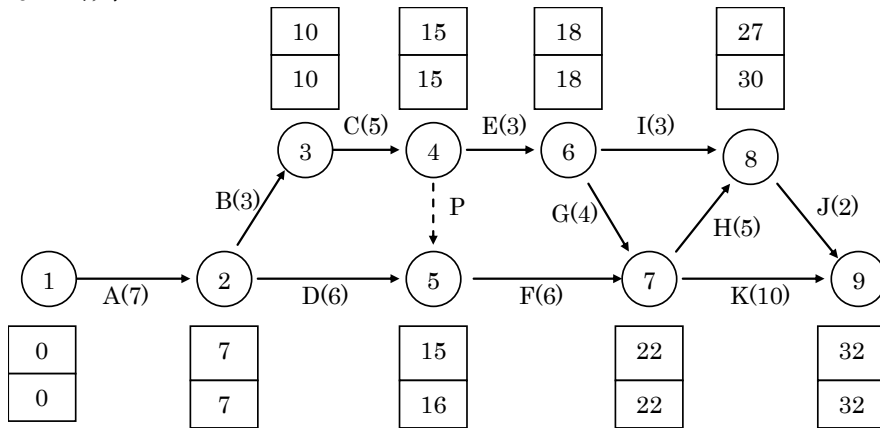 10 15 18 27
10 15 18 30
C(5) E(3) I(3)
3 4 6 8
B(3) P G(4) H(5) J(2)
1 2 5 7 9
A(7) D(6) F(6) K(10)
0 7 15 22 32
0 7 16 22 32